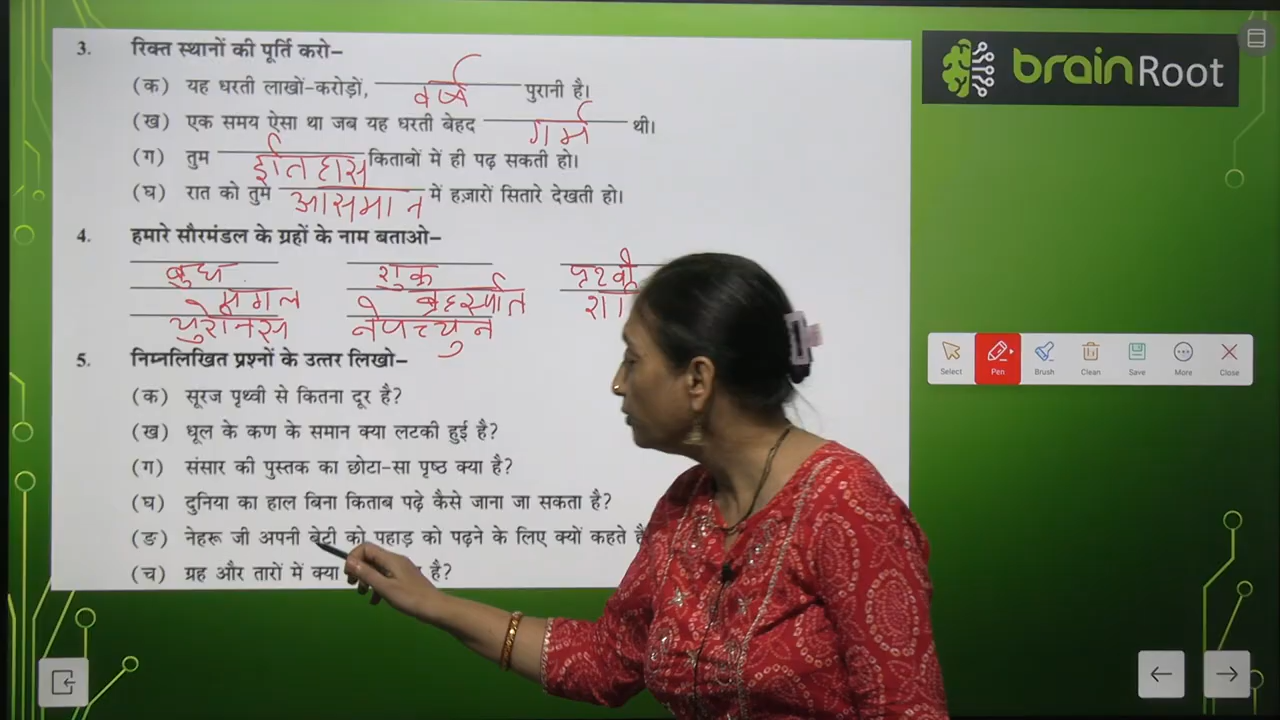 brainRoot
3. रिक्त स्थानों की पूर्ति करो–
(क) यह धरती लाखों-करोड़ों, वर्ष पुरानी है।
(ख) एक समय ऐसा था जब यह धरती बेहद गर्म थी।
(ग) तुम इतिहास किताबों में ही पढ़ सकती हो।
(घ) रात को तुम आसमान में हज़ारों सितारे देखती हो।
4. हमारे सौरमंडल के ग्रहों के नाम बताओ–
बुध शुक्र
मंगल
युरेनस नेपच्युन
5. निम्नलिखित प्रश्नों के उत्तर लिखो–
(क) सूरज पृथ्वी से कितना दूर है?
(ख) धूल के कण के समान क्या लटकी हुई है?
(ग) संसार की पुस्तक का छोटा-सा पृष्ठ क्या है?
(घ) दुनिया का हाल बिना किताब पढ़े कैसे जाना जा सकता है?
(ङ) नेहरू जी अपनी बेटी को पहाड़ को पढ़ने के लिए क्यों कहते
(च) ग्रह और तारों में क्या है?
Select Pen Brush Clean Save More Close